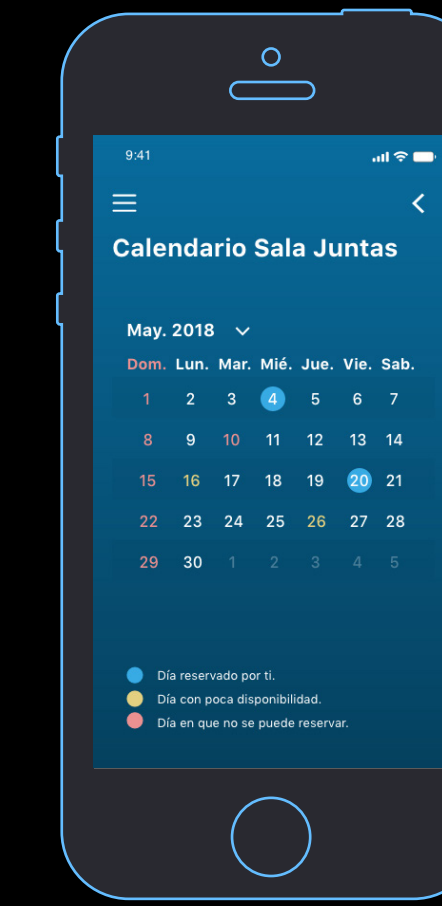 9:41
Calendario Sala Juntas
May. 2018
Dom. Lun. Mar. Mié. Jue. Vie. Sab.
1 2 3 4 5 6 7
8 9 10 11 12 13 14
15 16 17 18 19 20 21
22 23 24 25 26 27 28
29 30 1 2 3 4 5
Día reservado por ti.
Día con poca disponibilidad.
Día en que no se puede reservar.